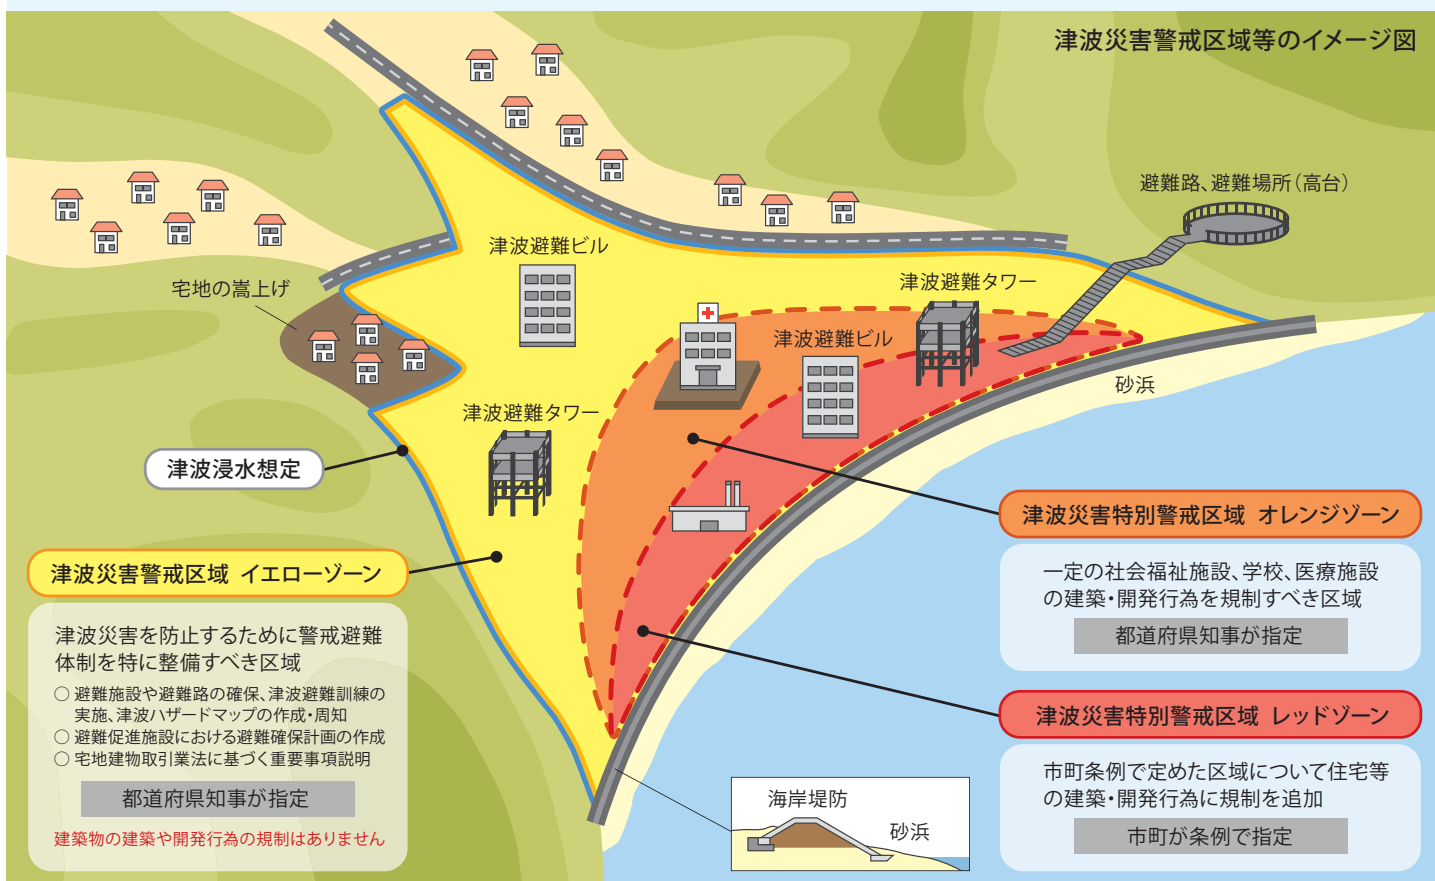 津波災害警戒区域等のイメージ図
避難路、避難場所(高台)
津波避難ビル
津波避難タワー
宅地の嵩上げ
津波避難ビル
砂浜
津波避難タワー
津波浸水想定
津波災害特別警戒区域 オレンジゾーン
一定の社会福祉施設、学校、医療施設
の建築・開発行為を規制すべき区域
都道府県知事が指定
津波災害警戒区域 イエローゾーン
津波災害を防止するために警戒避難
体制を特に整備すべき区域
○ 避難施設や避難路の確保、津波避難訓練の
実施、津波ハザードマップの作成・周知
○ 避難促進施設における避難確保計画の作成
○ 宅地建物取引業法に基づく重要事項説明
都道府県知事が指定
建築物の建築や開発行為の規制はありません
津波災害特別警戒区域 レッドゾーン
市町条例で定めた区域について住宅等
の建築・開発行為に規制を追加
市町が条例で指定
海岸堤防
砂浜